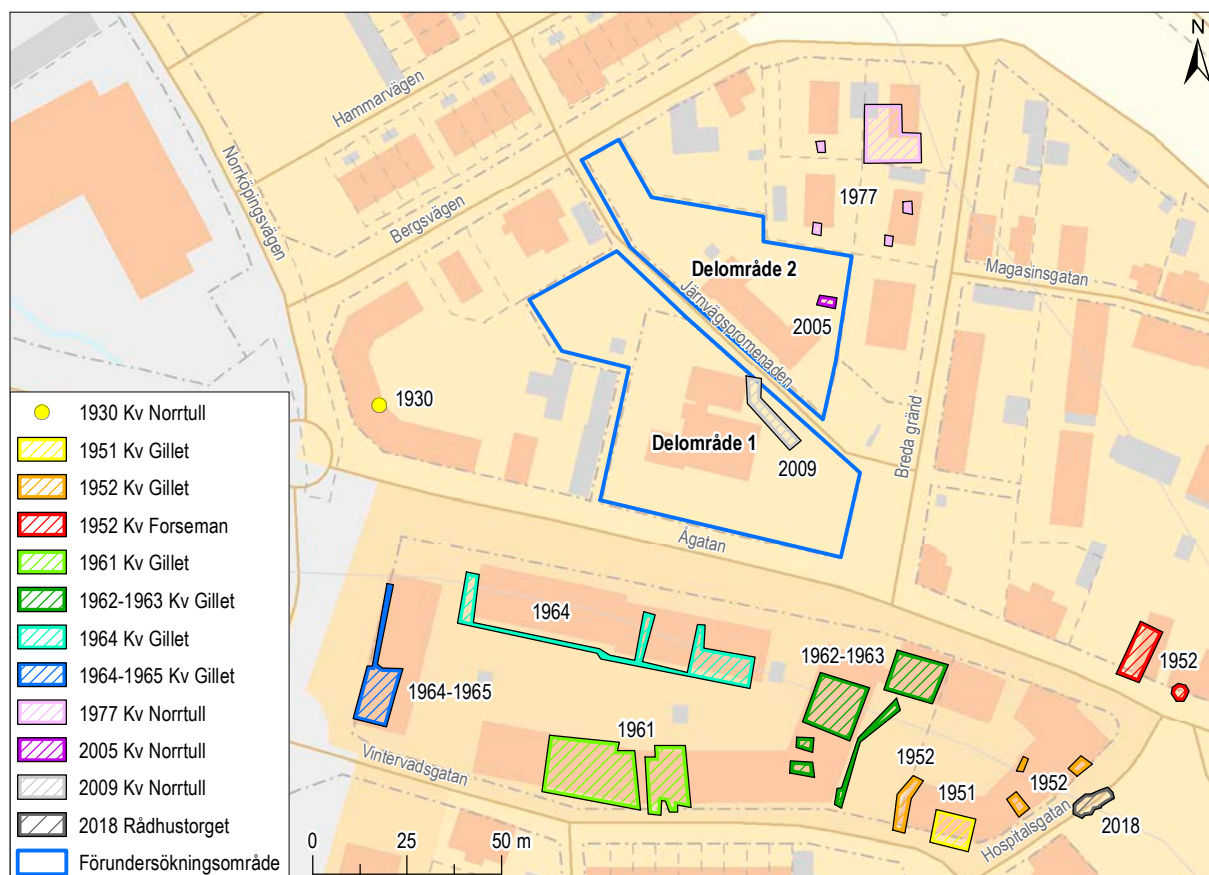 N
Hammarvägen
Norrköpingsvägen
Bergsvägen
1977
Magasinsgatan
Delområde 2
Järnvägspromenaden
2005
1930
Breda gränd
Delområde 1
2009
Ågatan
1964
1952
1962-1963
1964-1965
1961
Vintervadsgatan
1952
1951
1952
Hospitalsgatan
2018
1930 Kv Norrtull
1951 Kv Gillet
1952 Kv Gillet
1952 Kv Forseman
1961 Kv Gillet
1962-1963 Kv Gillet
1964 Kv Gillet
1964-1965 Kv Gillet
1977 Kv Norrtull
2005 Kv Norrtull
2009 Kv Norrtull
2018 Rådhustorget
Förundersökningsområde
0 25 50 m